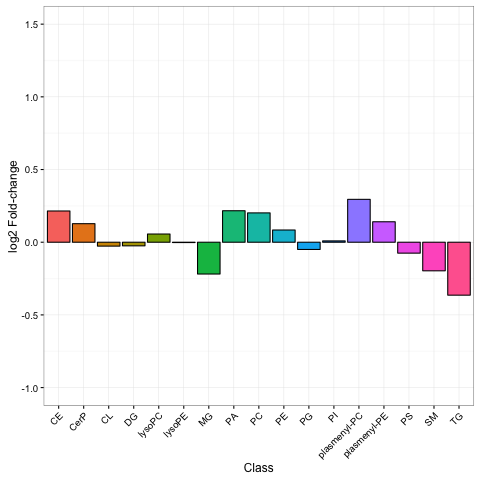 log2 Fold-change
1.5
1.0
0.5
0.0
-0.5
-1.0
CE
CerP
CL
DG
lysoPC
lysoPE
MG
PA
PC
PE
PG
PI
plasmenyl-PC
plasmenyl-PE
PS
SM
TG
Class